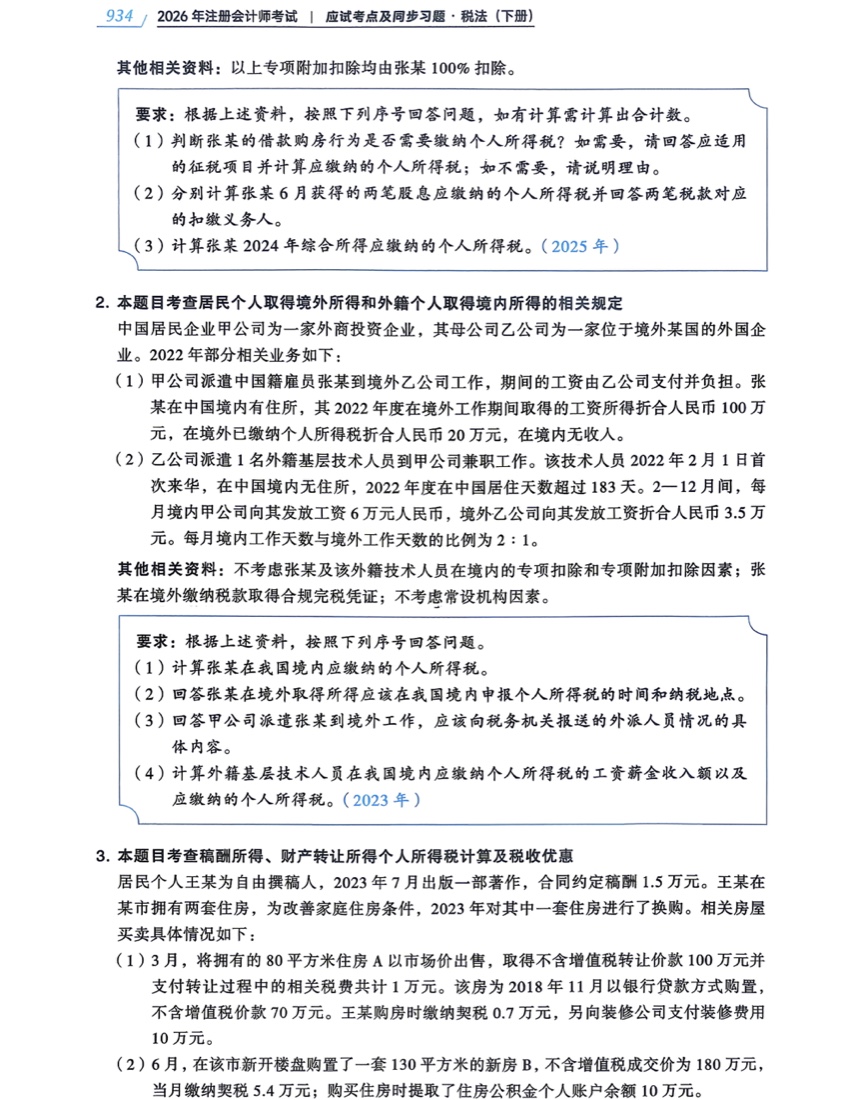 934 2026年注册会计师考试 | 应试考点及同步习题·税法（下册）
其他相关资料：以上专项附加扣除均由张某100%扣除。
要求：根据上述资料，按照下列序号回答问题，如有计算需计算出合计数。
（1）判断张某的借款购房行为是否需要缴纳个人所得税？如需要，请回答应适用
的征税项目并计算应缴纳的个人所得税；如不需要，请说明理由。
（2）分别计算张某6月获得的两笔股息应缴纳的个人所得税并回答两笔税款对应
的扣缴义务人。
（3）计算张某2024年综合所得应缴纳的个人所得税。（2025年）
2. 本题目考查居民个人取得境外所得和外籍个人取得境内所得的相关规定
中国居民企业甲公司为一家外商投资企业，其母公司乙公司为一家位于境外某国的外国企
业。2022年部分相关业务如下：
（1）甲公司派遣中国籍雇员张某到境外乙公司工作，期间的工资由乙公司支付并负担。张
某在中国境内有住所，其2022年度在境外工作期间取得的工资所得折合人民币100万
元，在境外已缴纳个人所得税折合人民币20万元，在境内无收人。
（2）乙公司派遣1名外籍基层技术人员到甲公司兼职工作。该技术人员2022年2月1日首
次来华，在中国境内无住所，2022年度在中国居住天数超过183天。2—12月间，每
月境内甲公司向其发放工资6万元人民币，境外乙公司向其发放工资折合人民币3.5万
元。每月境内工作天数与境外工作天数的比例为2：1。
其他相关资料：不考虑张某及该外籍技术人员在境内的专项扣除和专项附加扣除因素；张
某在境外缴纳税款取得合规完税凭证；不考虑常设机构因素。
要求：根据上述资料，按照下列序号回答问题。
（1）计算张某在我国境内应缴纳的个人所得税。
（2）回答张某在境外取得所得应该在我国境内申报个人所得税的时间和纳税地点。
（3）回答甲公司派遣张某到境外工作，应该向税务机关报送的外派人员情况的具
体内容。
（4）计算外籍基层技术人员在我国境内应缴纳个人所得税的工资薪金收入额以及
应缴纳的个人所得税。（2023年）
3. 本题目考查稿酬所得、财产转让所得个人所得税计算及税收优惠
居民个人王某为自由撰稿人，2023年7月出版一部著作，合同约定稿酬1.5万元。王某在
某市拥有两套住房，为改善家庭住房条件，2023年对其中一套住房进行了换购。相关房屋
买卖具体情况如下：
（1）3月，将拥有的80平方米住房A以市场价出售，取得不含增值税转让价款100万元并
支付转让过程中的相关税费共计1万元。该房为2018年11月以银行贷款方式购置，
不含增值税价款70万元。王某购房时缴纳契税0.7万元，另向装修公司支付装修费用
10万元。
（2）6月，在该市新开楼盘购置了一套130平方米的新房B，不含增值税成交价为180万元，
当月缴纳契税5.4万元；购买住房时提取了住房公积金个人账户余额10万元。